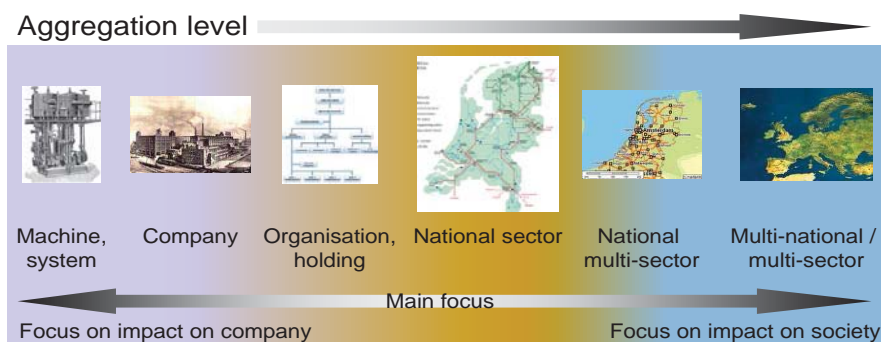 Aggregation level
Amsterdam
Machine,
system
Company
Organisation,
holding
National sector
National
multi-sector
Multi-national /
multi-sector
Main focus
Focus on impact on company
Focus on impact on society